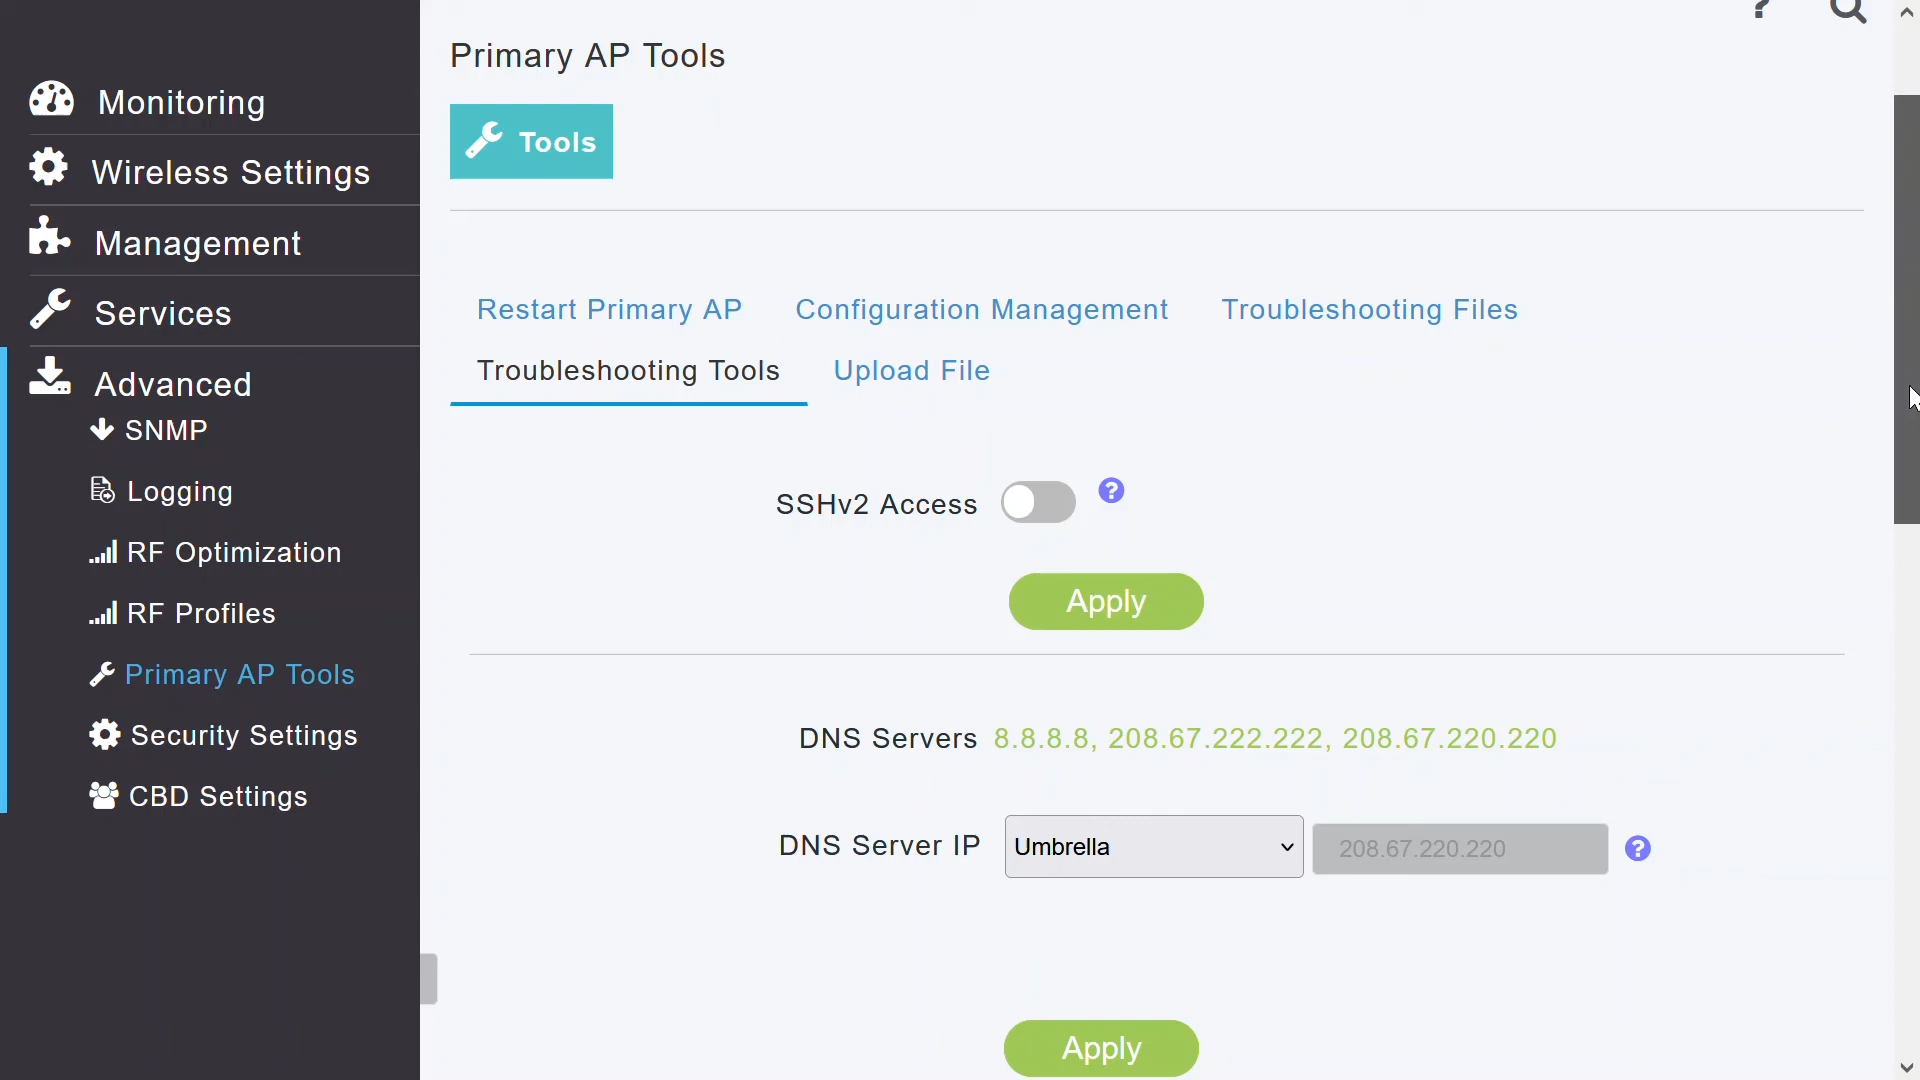 Primary AP Tools
Monitoring
Tools
Wireless Settings
Management
Services
Restart Primary AP Configuration Management Troubleshooting Files
Troubleshooting Tools Upload File
Advanced
SNMP
Logging
RF Optimization
RF Profiles
Primary AP Tools
Security Settings
CBD Settings
SSHv2 Access
?
Apply
DNS Servers 8.8.8.8, 208.67.222.222, 208.67.220.220
DNS Server IP Umbrella 208.67.220.220 ?
Apply